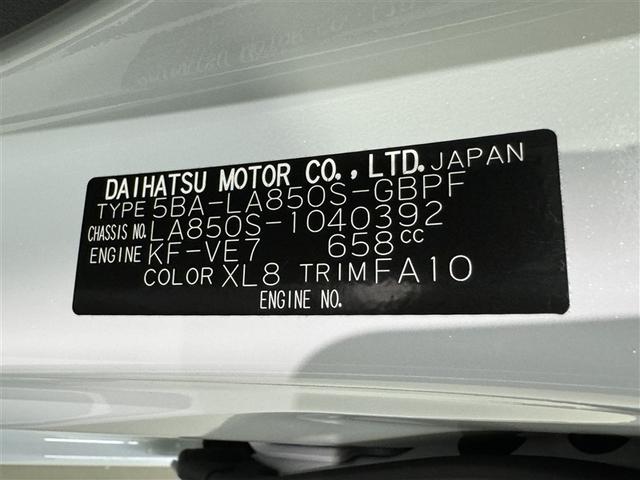 DAIHATSU MOTOR CO., LTD. JAPAN
TYPE 5BA-LA850S-GBPF
CHASSIS NO. LA850S-1040392
ENGINE KF-VE7 658cc
COLOR XL8 TRIM FA10
ENGINE NO.